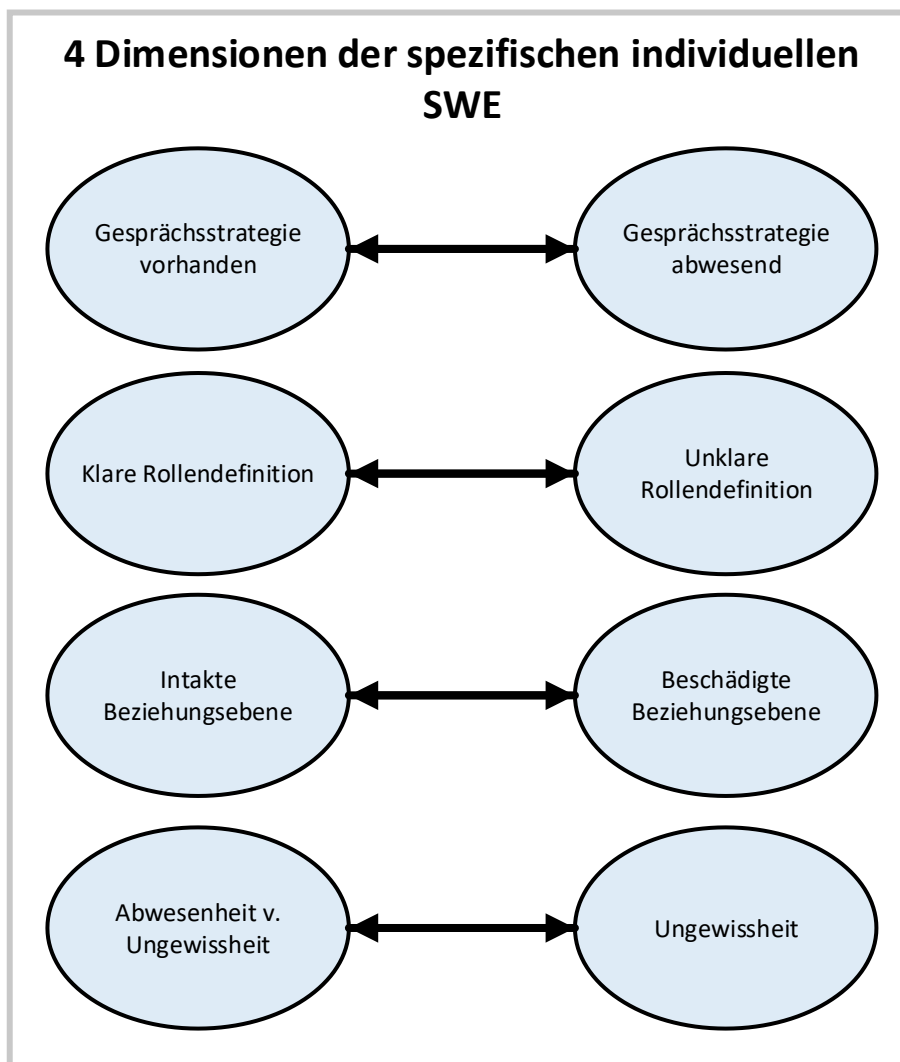 4 Dimensionen der spezifischen individuellen
SWE
Gesprächsstrategie
vorhanden
Gesprächsstrategie
abwesend
Klare Rollendefinition
Unklare
Rollendefinition
Intakte
Beziehungsebene
Beschädigte
Beziehungsebene
Abwesenheit v.
Ungewissheit
Ungewissheit